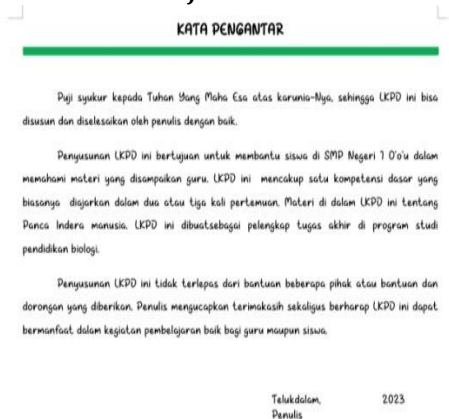 KATA PENGANTAR
Puji syukur kepada Tuhan Yang Maha Esa atas karunia-Nya, sehingga LKPD ini bisa
disusun dan diselesaikan oleh penulis dengan baik.
Penyusunan LKPD ini bertujuan untuk membantu siswa di SMP Negeri 1 O'o'u dalam
memahami materi yang disampaikan guru. LKPD ini mencakup satu kompetensi dasar yang
biasanya diajarkan dalam dua atau tiga kali pertemuan. Materi di dalam LKPD ini tentang
Panca Indera manusia. LKPD ini dibuatsebagai pelengkap tugas akhir di program studi
pendidikan biologi.
Penyusunan LKPD ini tidak terlepas dari bantuan beberapa pihak atau bantuan dan
dorongan yang diberikan. Penulis mengucapkan terimakasih sekaligus berharap LKPD ini dapat
bermanfaat dalam kegiatan pembelajaran baik bagi guru maupun siswa.
Telukdalam, 2023
Penulis